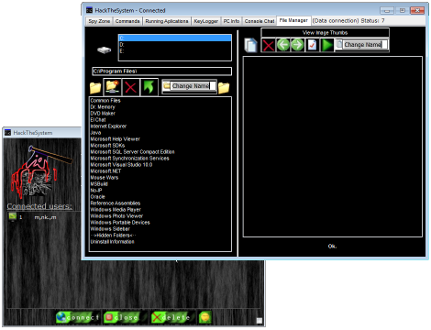 HackTheSystem - Connected
Spy Zone Commands Running Aplications KeyLogger PC Info Console Chat File Manager (Data connection) Status: 7
C:
D:
E:
C:\Program Files\
Change Name
View Image Thumbs
Change Name
Common Files
Dr. Memory
DVD Maker
El Chat
Internet Explorer
Java
Microsoft Help Viewer
Microsoft SDKs
Microsoft SQL Server Compact Edition
Microsoft Synchronization Services
Microsoft Visual Studio 10.0
Microsoft.NET
Mouse Wars
MSBuild
No-IP
Oracle
Reference Assemblies
Windows Media Player
Windows Photo Viewer
Windows Portable Devices
Windows Sidebar
--Hidden Folders--
Uninstall Information
Ok.
HackTheSystem
Connected users:
1
Connect Close Delete